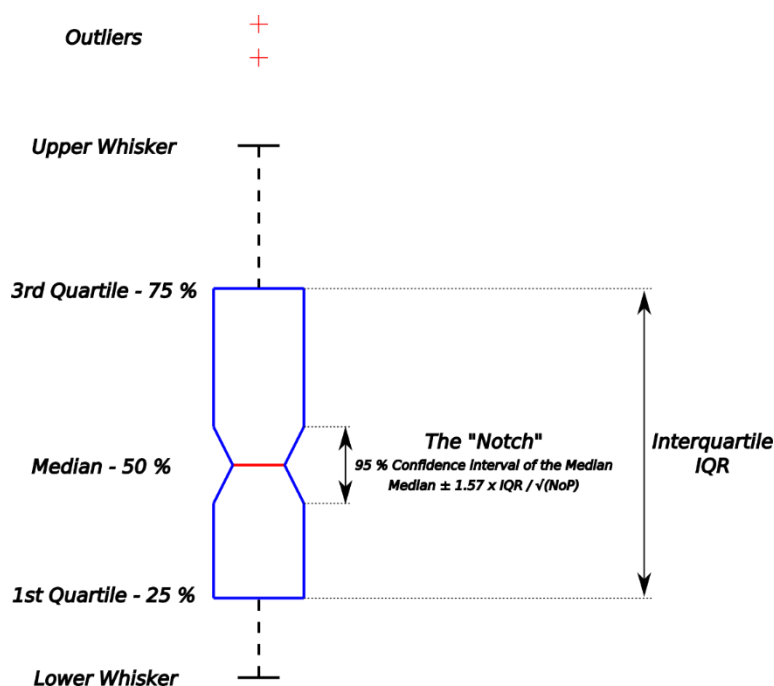 Outliers
Upper Whisker
3rd Quartile - 75 %
The "Notch"
95 % Confidence interval of the Median
Median ± 1.57 x IQR / √(NoP)
Interquartile
IQR
Median - 50 %
1st Quartile - 25 %
Lower Whisker